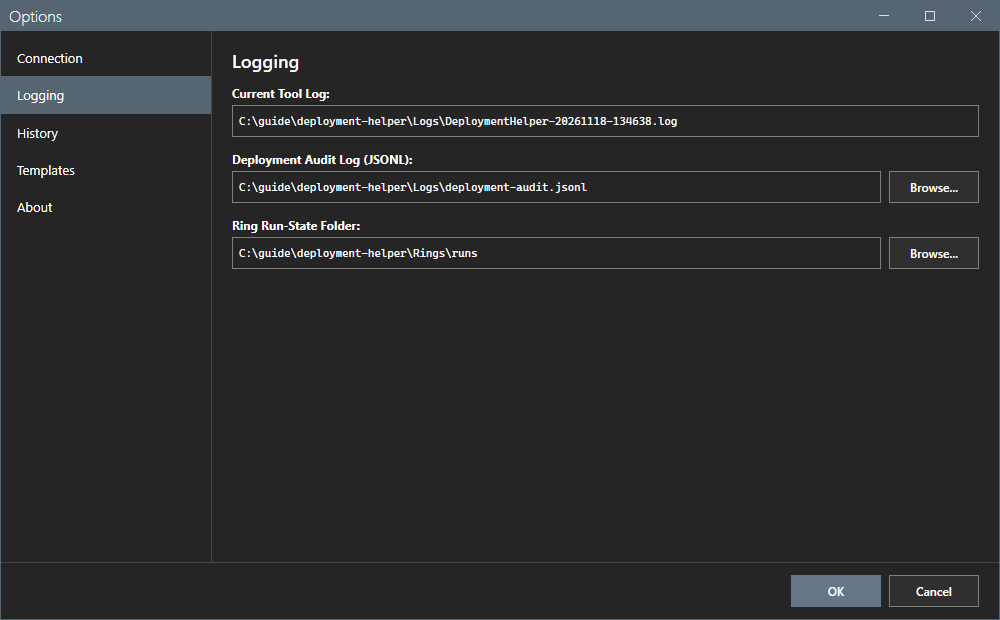 Options
Connection
Logging
History
Templates
About
Logging
Current Tool Log:
C:\guide\deployment-helper\Logs\DeploymentHelper-20261118-134638.log
Deployment Audit Log (JSONL):
C:\guide\deployment-helper\Logs\deployment-audit.jsonl
Browse...
Ring Run-State Folder:
C:\guide\deployment-helper\Rings\runs
Browse...
OK
Cancel